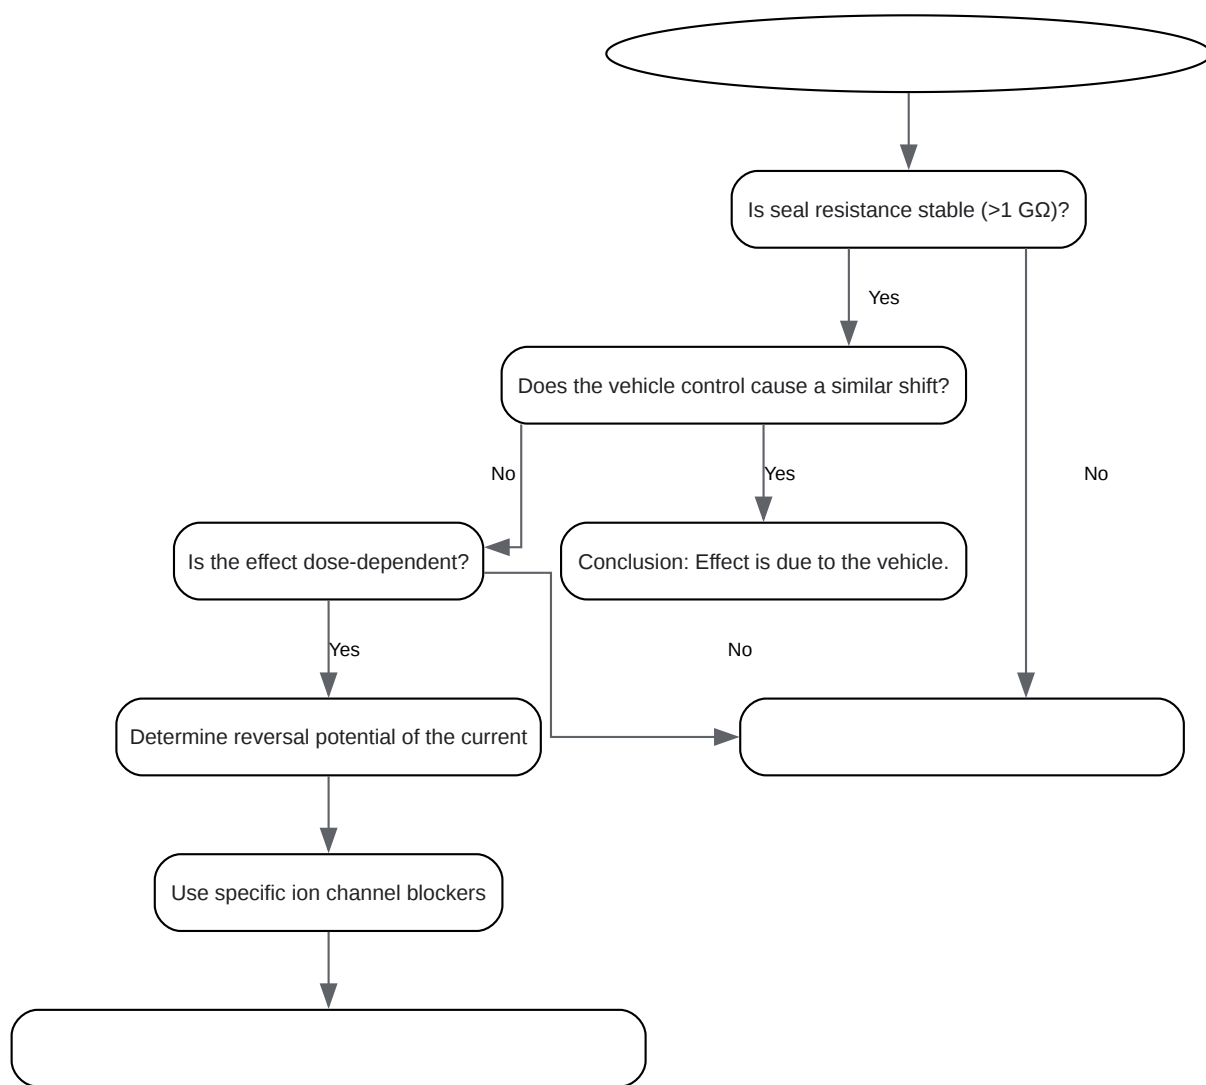 Is seal resistance stable (>1 GΩ)?
Yes
Does the vehicle control cause a similar shift?
No
Yes
No
Is the effect dose-dependent?
Conclusion: Effect is due to the vehicle.
Yes
No
Determine reversal potential of the current
Use specific ion channel blockers